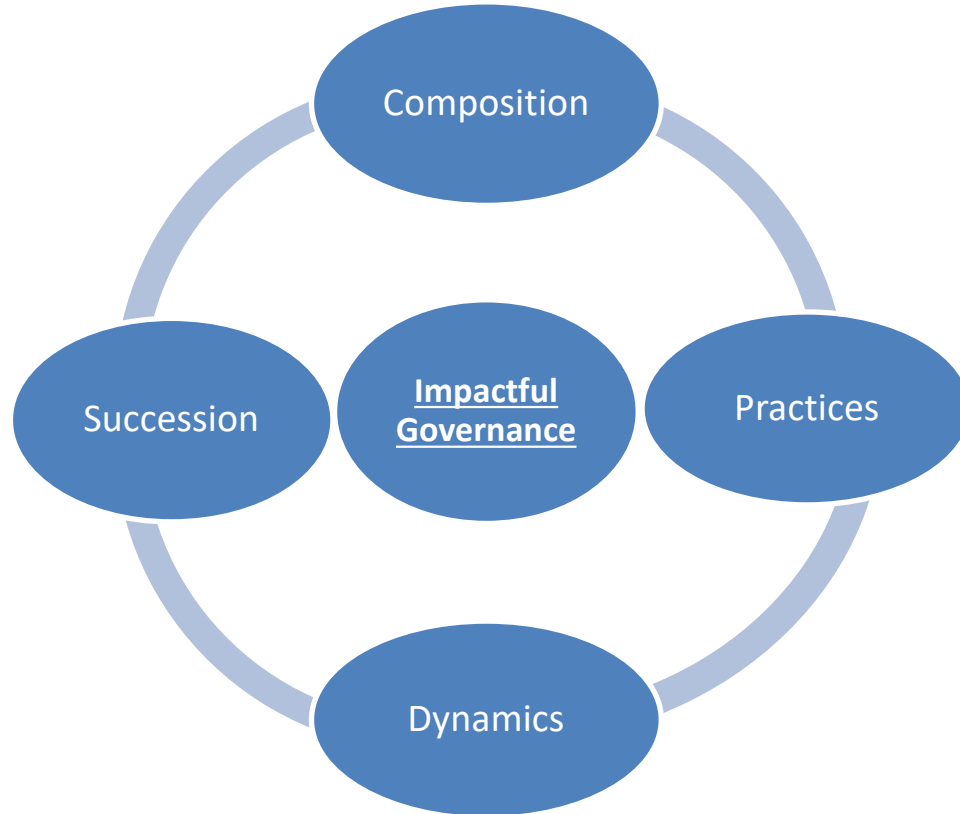 Composition
Succession
Impactful
Governance
Practices
Dynamics